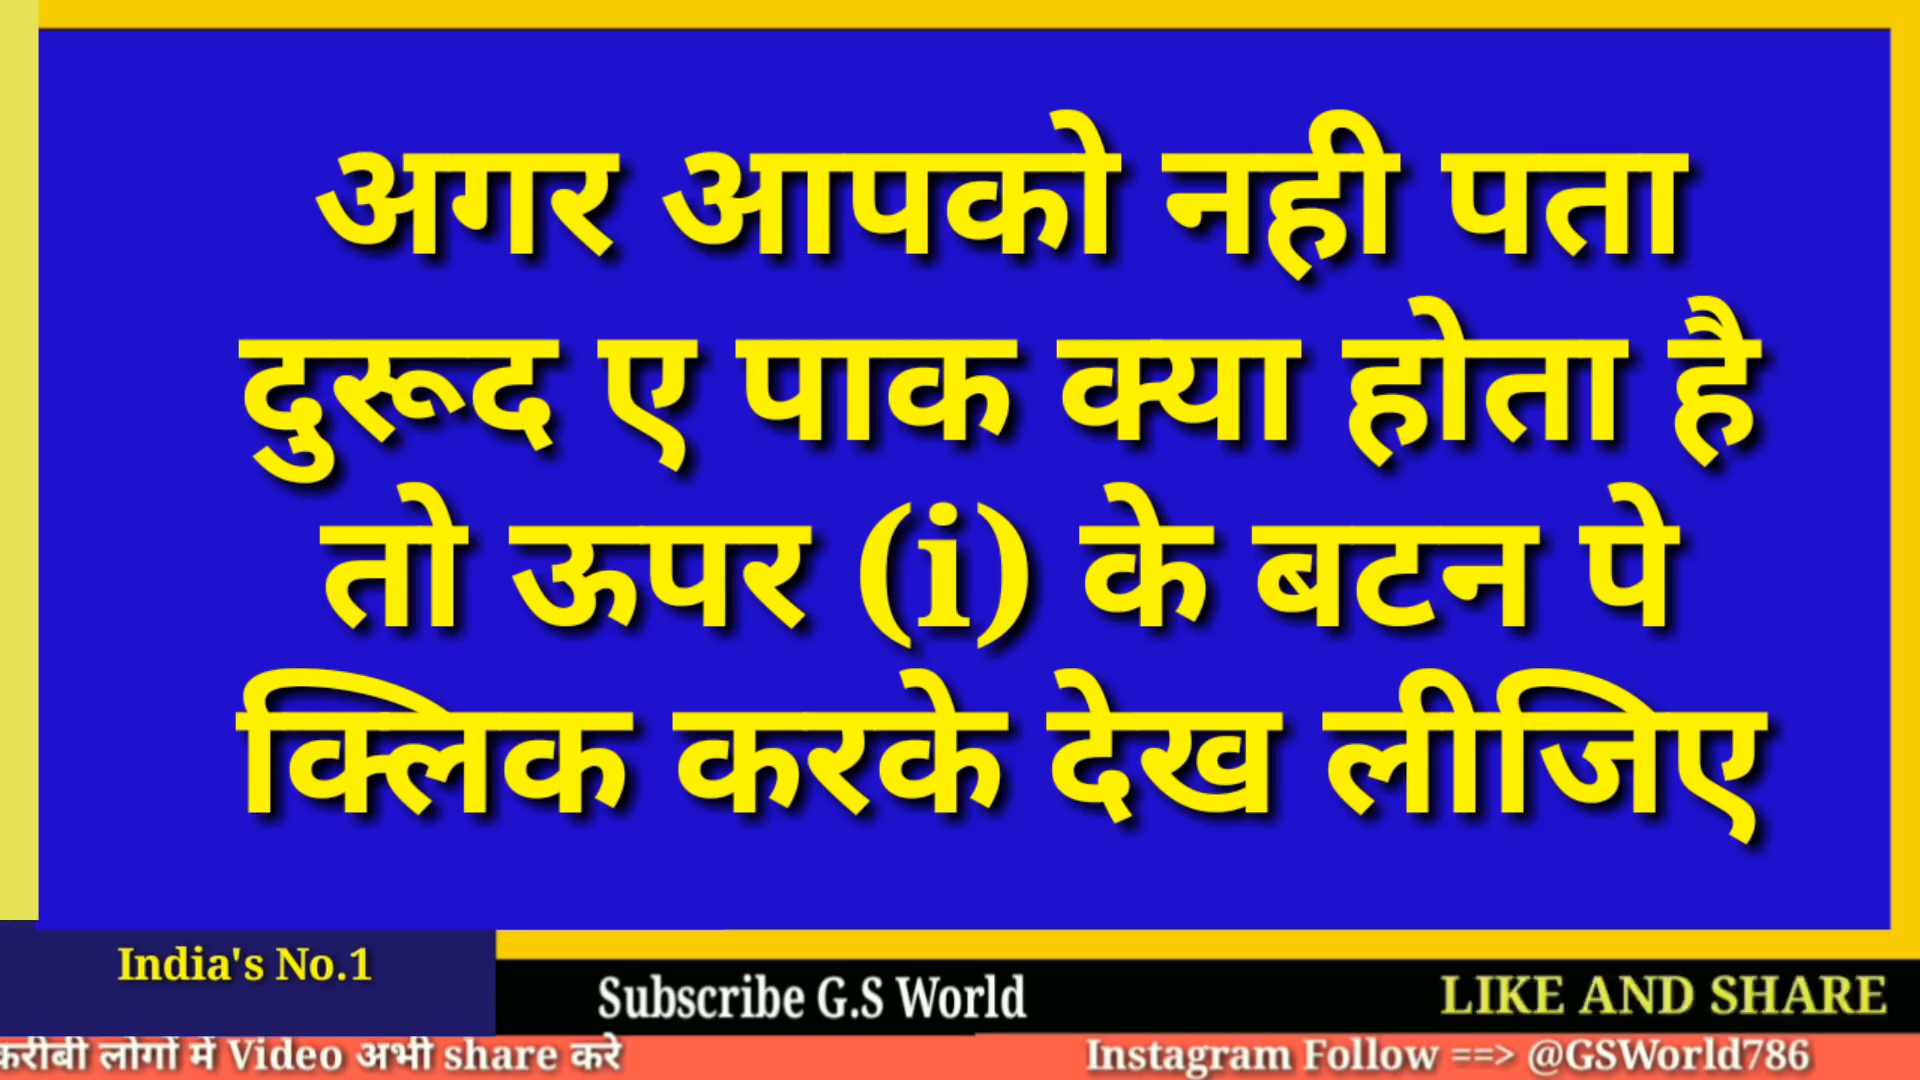 अगर आपको नही पता
दुरूद ए पाक क्या होता है
तो ऊपर (i) के बटन पे
क्लिक करके देख लीजिए
India's No.1
Subscribe G.S World
LIKE AND SHARE
करीबी लोगों में Video अभी share करे
Instagram Follow ==> @GSWorld786